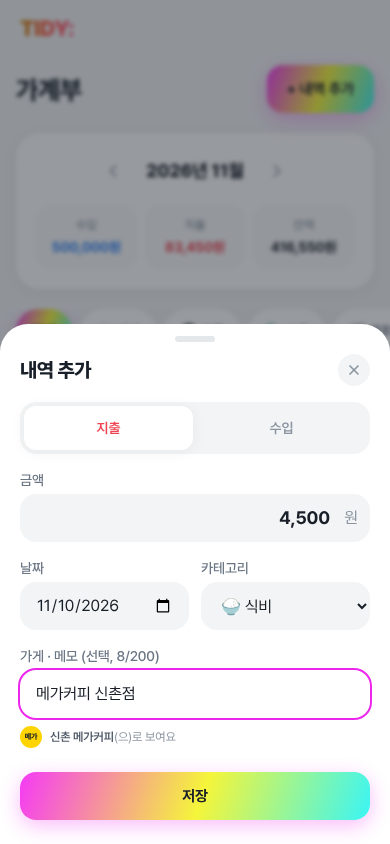 TIDY:
가계부
+ 내역 추가
2026년 11월
수입 지출 잔액
500,000원 83,450원 416,550원
내역 추가
지출 수입
금액
4,500 원
날짜 카테고리
11/10/2026 식비
가게 · 메모 (선택, 8/200)
메가커피 신촌점
메가 신촌 메가커피(으)로 보여요
저장